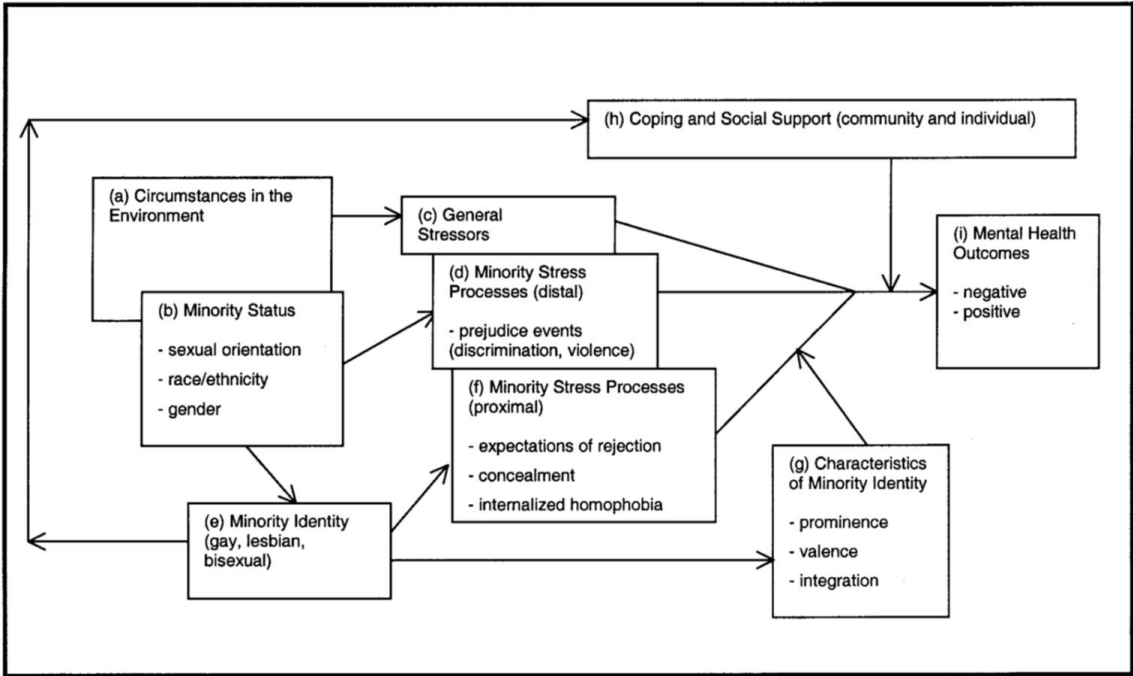 (h) Coping and Social Support (community and individual)
(a) Circumstances in the
Environment
(c) General
Stressors
(i) Mental Health
Outcomes
- negative
- positive
(d) Minority Stress
Processes (distal)
- prejudice events
(discrimination, violence)
(b) Minority Status
- sexual orientation
- race/ethnicity
- gender
(f) Minority Stress Processes
(proximal)
- expectations of rejection
- concealment
- internalized homophobia
(g) Characteristics
of Minority Identity
- prominence
- valence
- integration
(e) Minority Identity
(gay, lesbian,
bisexual)